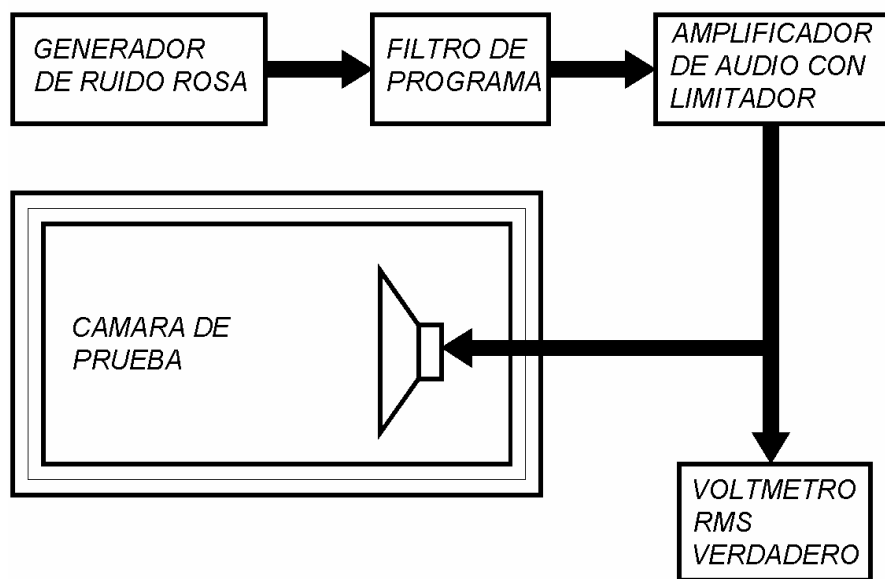 GENERADOR
DE RUIDO ROSA
FILTRO DE
PROGRAMA
AMPLIFICADOR
DE AUDIO CON
LIMITADOR
CAMARA DE
PRUEBA
VOLTMETRO
RMS
VERDADERO